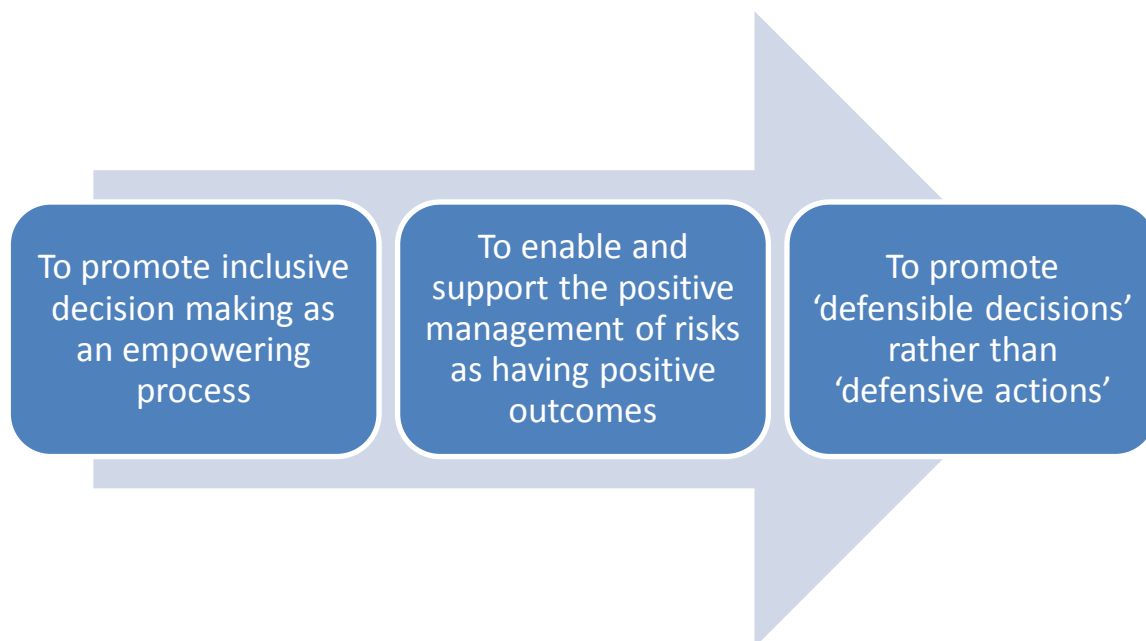 To promote inclusive
decision making as
an empowering
process
To enable and
support the positive
management of risks
as having positive
outcomes
To promote
‘defensible decisions’
rather than
‘defensive actions’